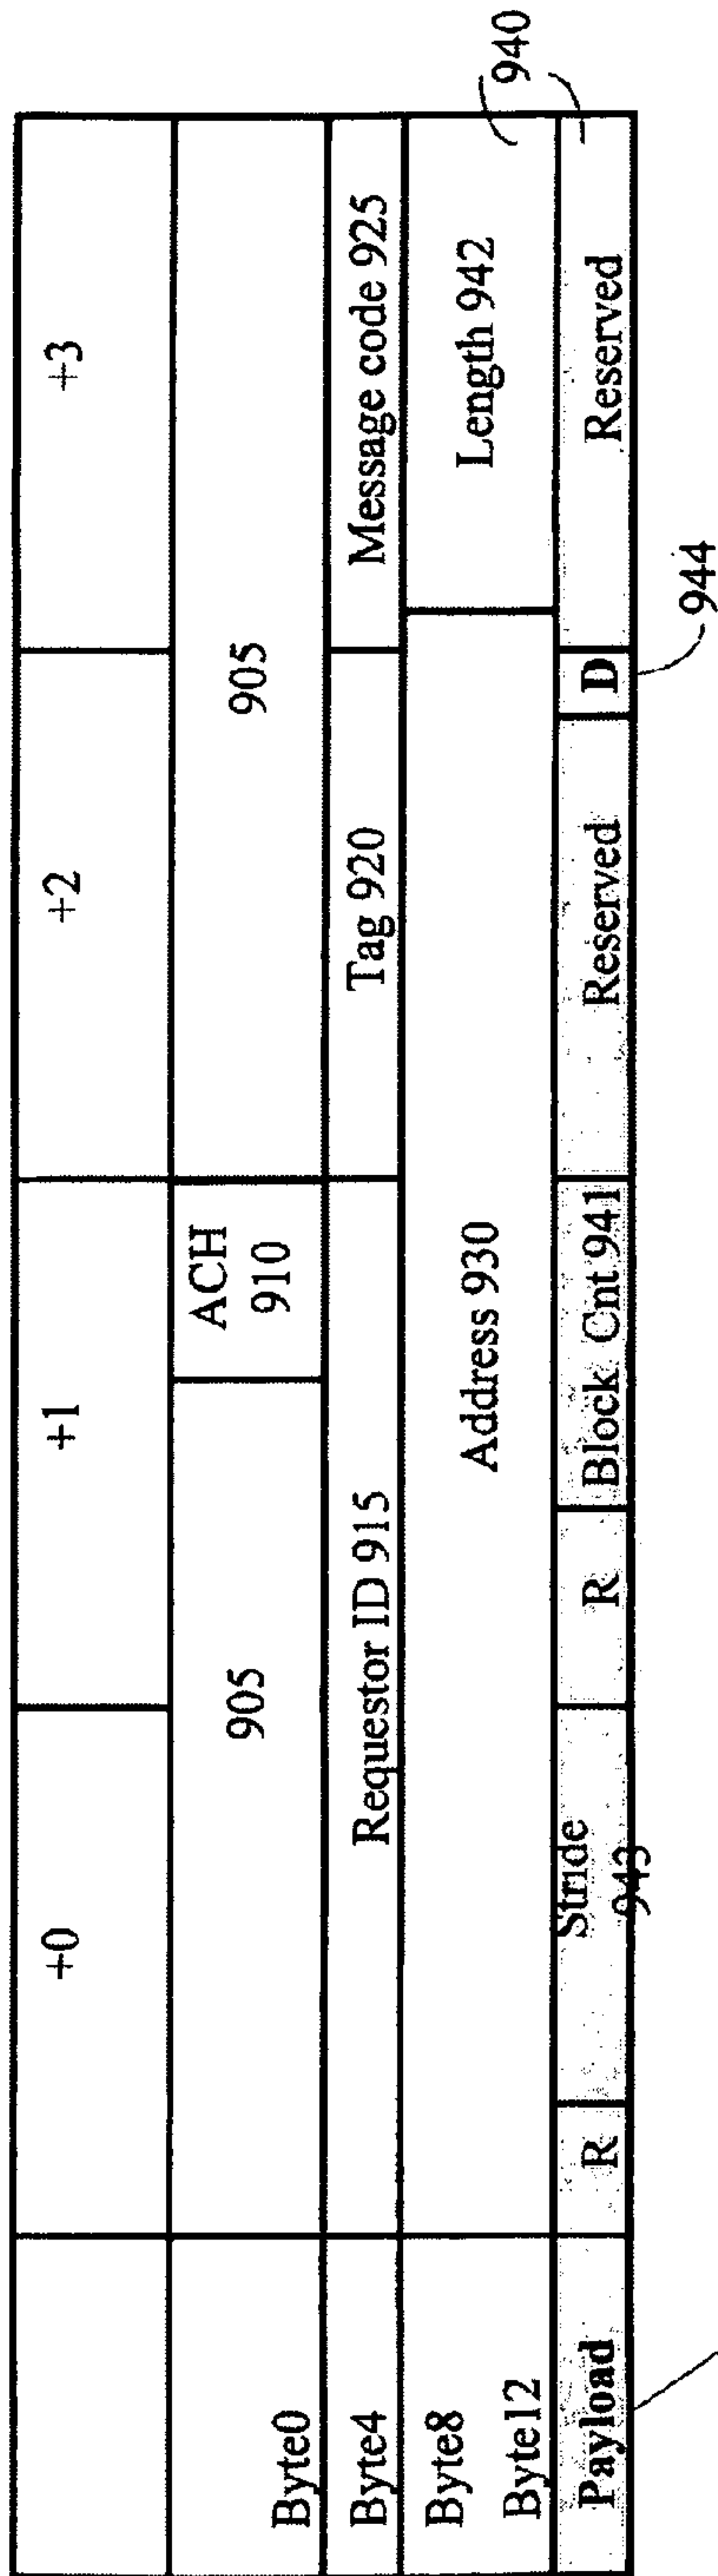 +0 +1 +2 +3
Byte0 905 ACH 905
910
Byte4 Requestor ID 915 Tag 920 Message code 925
Byte8 Address 930 Length 942
Byte12
940
Payload R Stride R Block Cnt 941 Reserved D Reserved
943
944